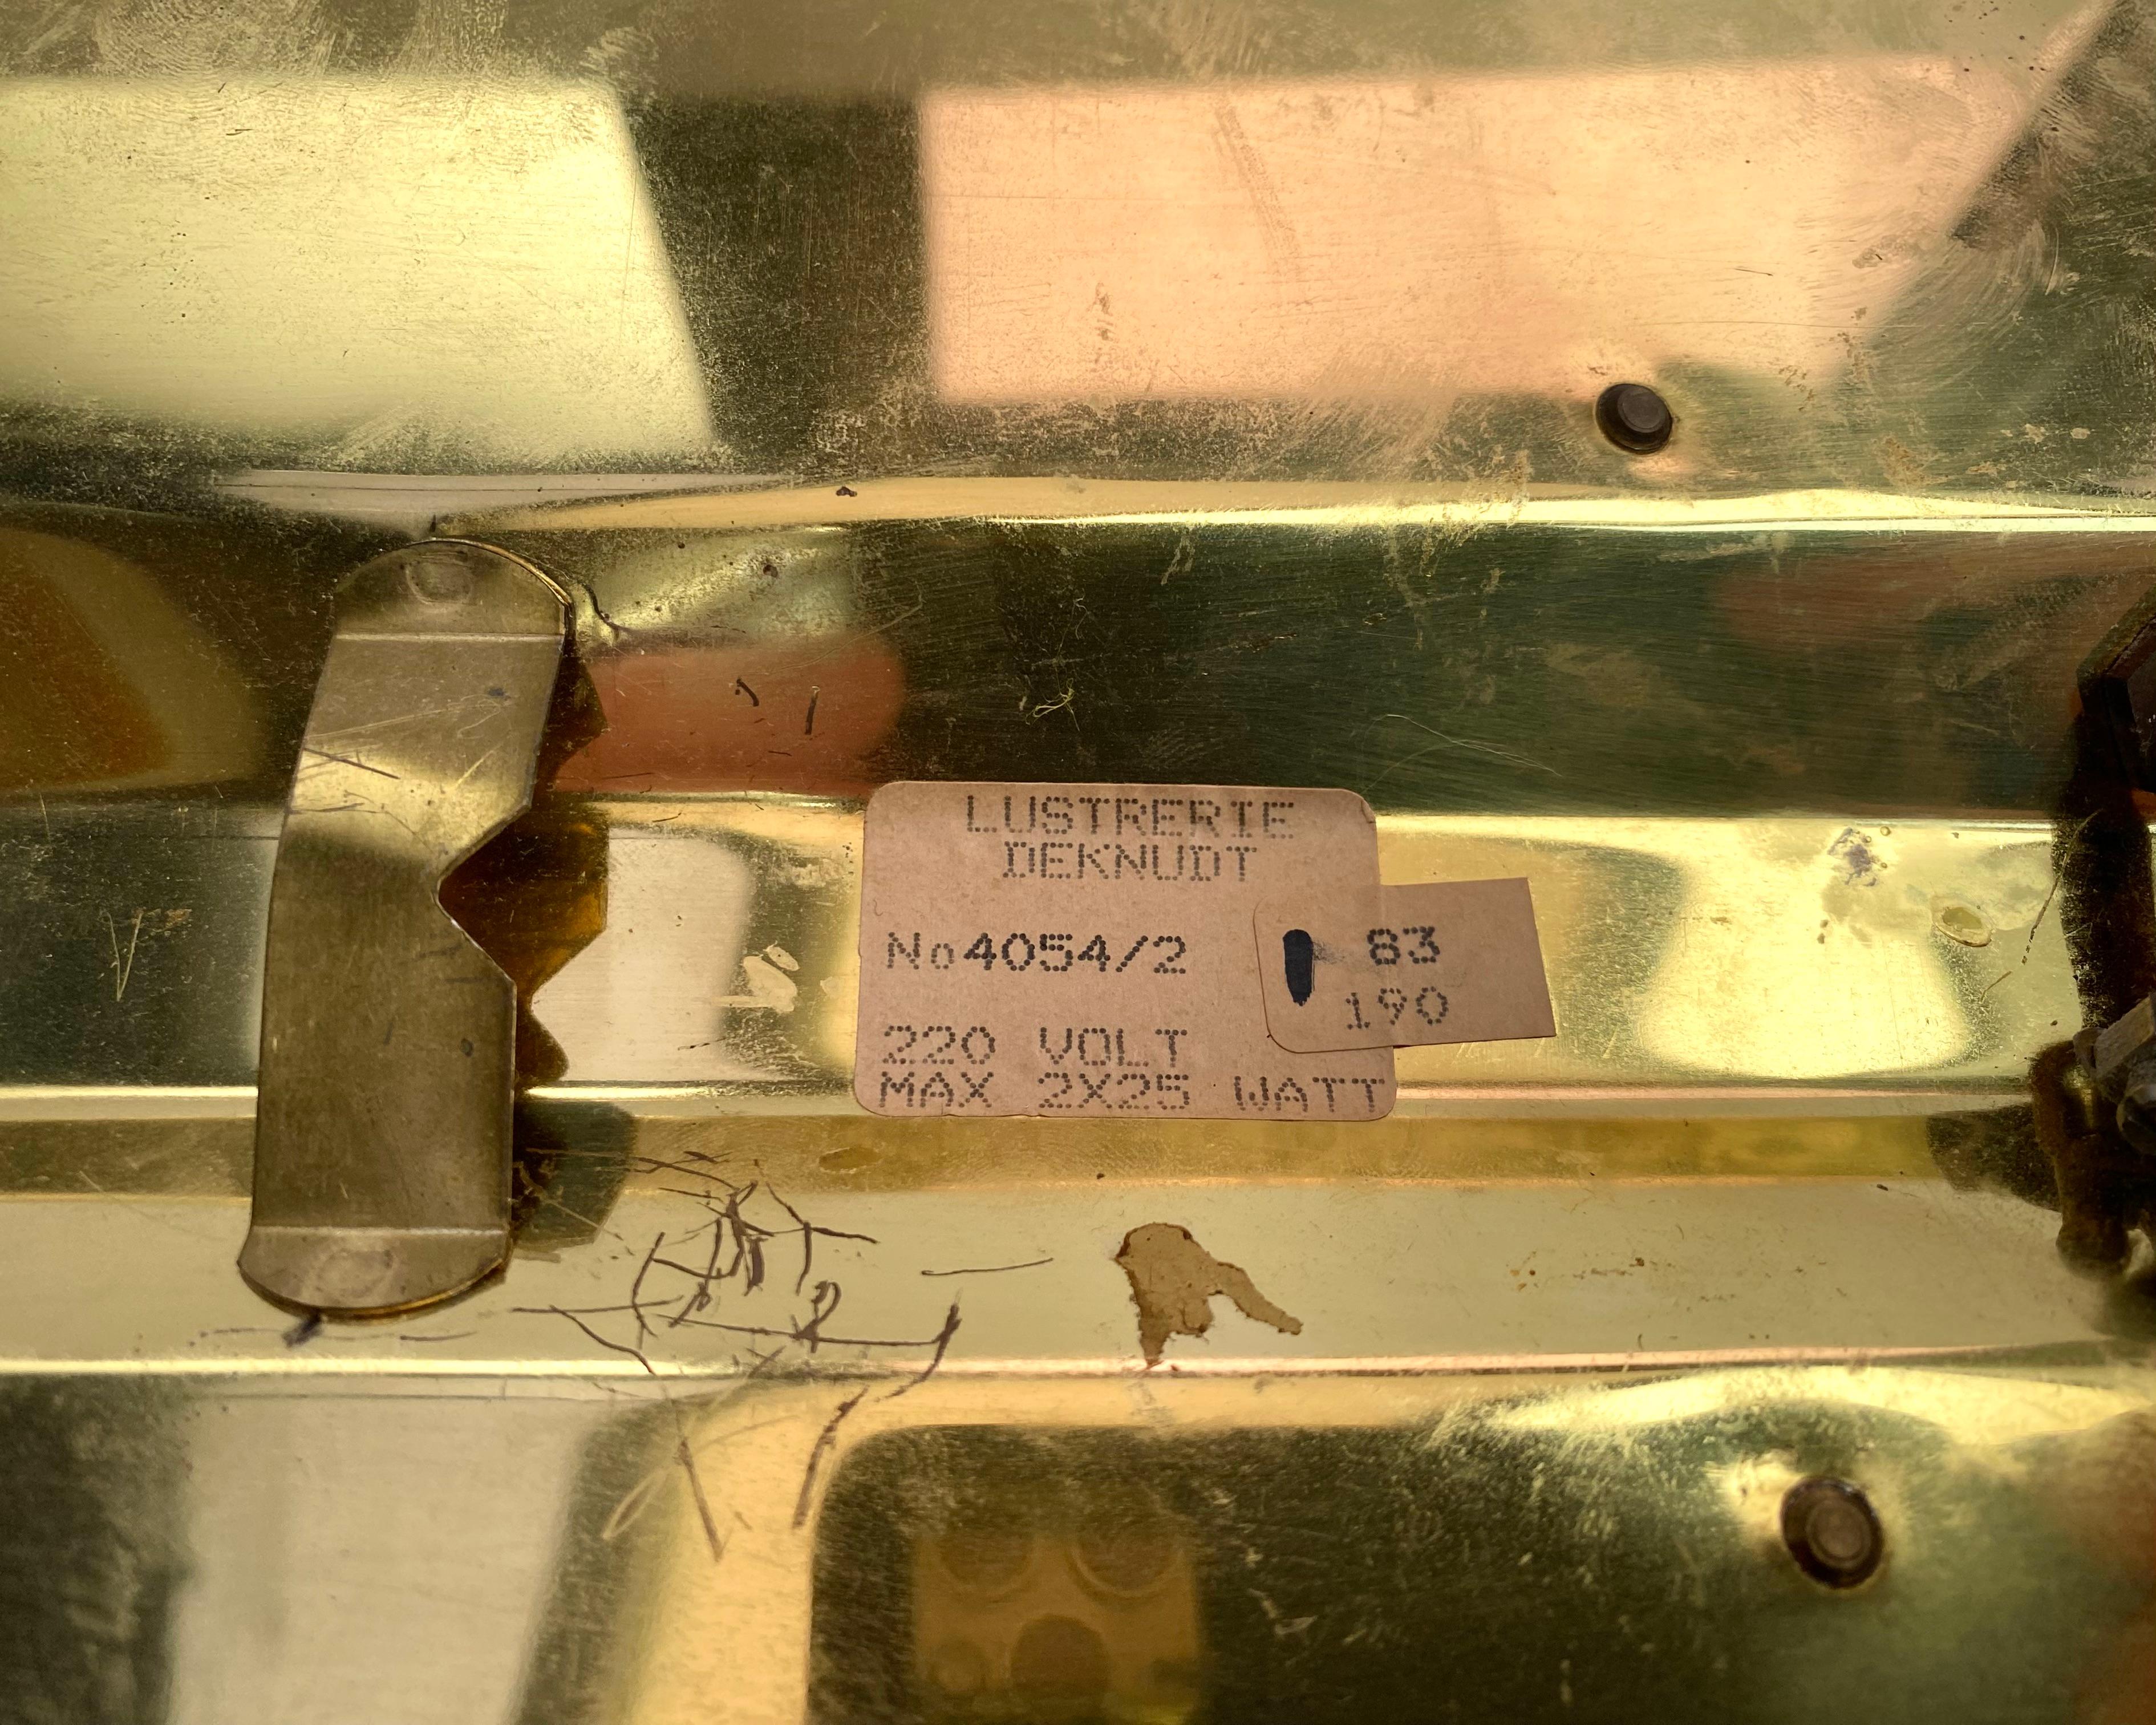 LUSTRERIE
DEKNUDT
No4054/2
83
190
220 VOLT
MAX 2X25 WATT